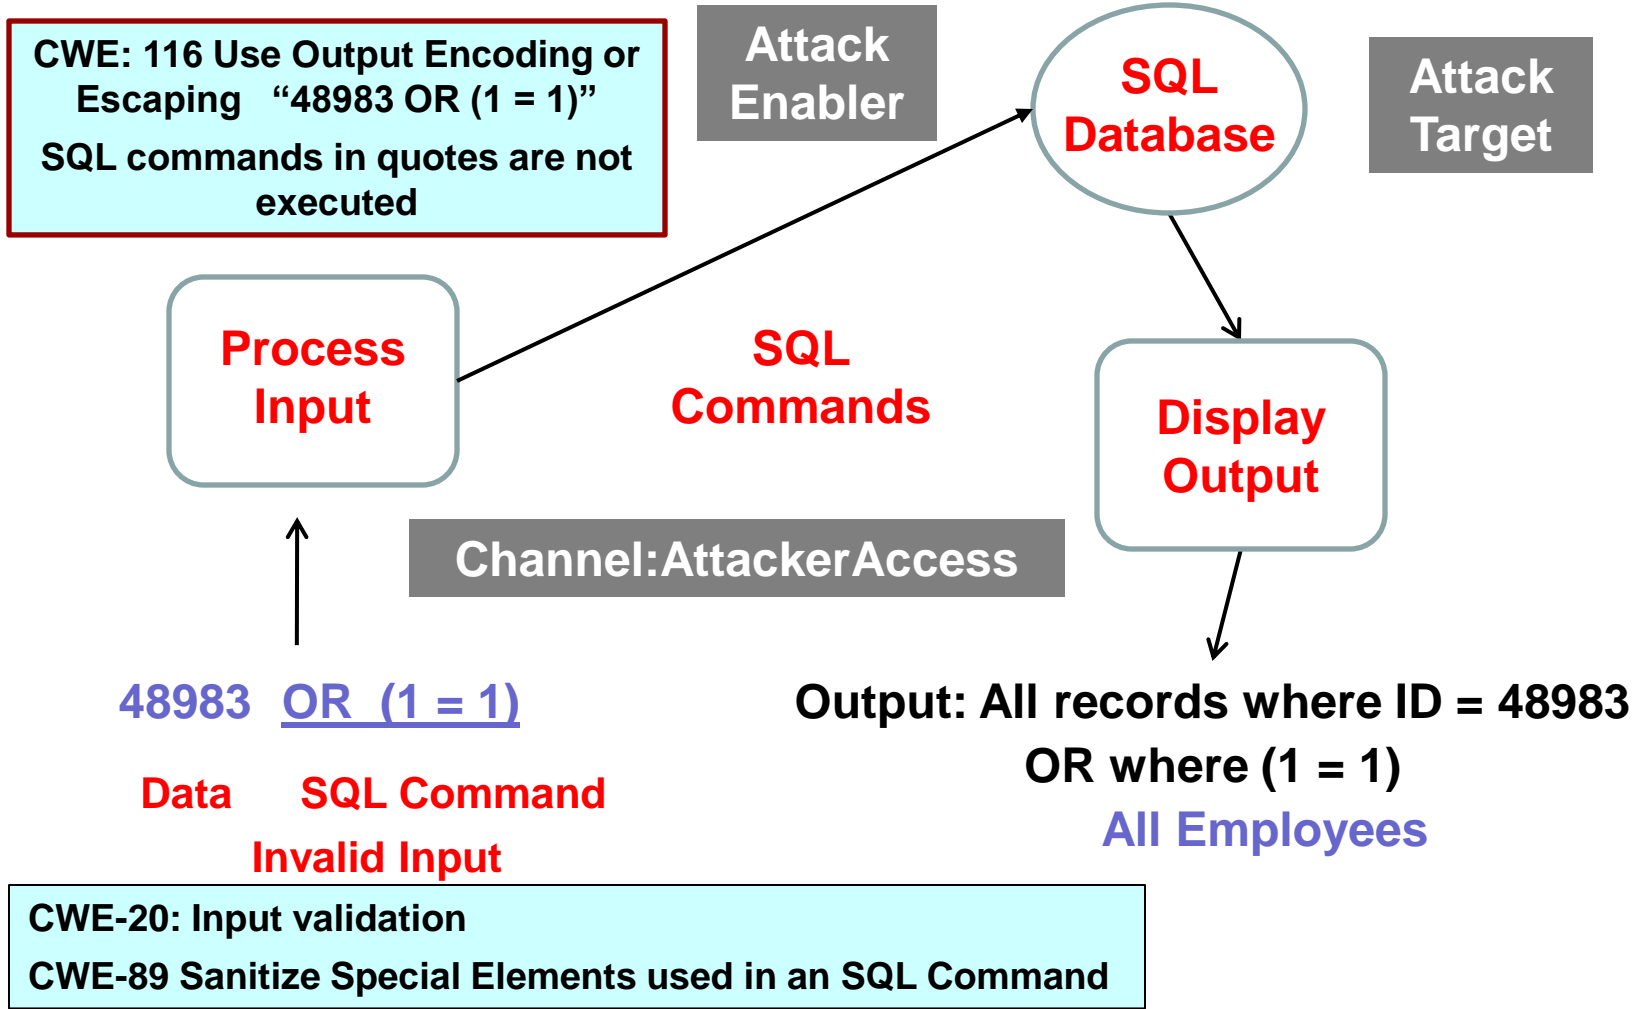 CWE: 116 Use Output Encoding or
Escaping “48983 OR (1 = 1)”
SQL commands in quotes are not
executed
Attack
Enabler
SQL
Database
Attack
Target
Process
Input
SQL
Commands
Display
Output
Channel:AttackerAccess
48983 OR (1 = 1)
Data SQL Command
Invalid Input
Output: All records where ID = 48983
OR where (1 = 1)
All Employees
CWE-20: Input validation
CWE-89 Sanitize Special Elements used in an SQL Command